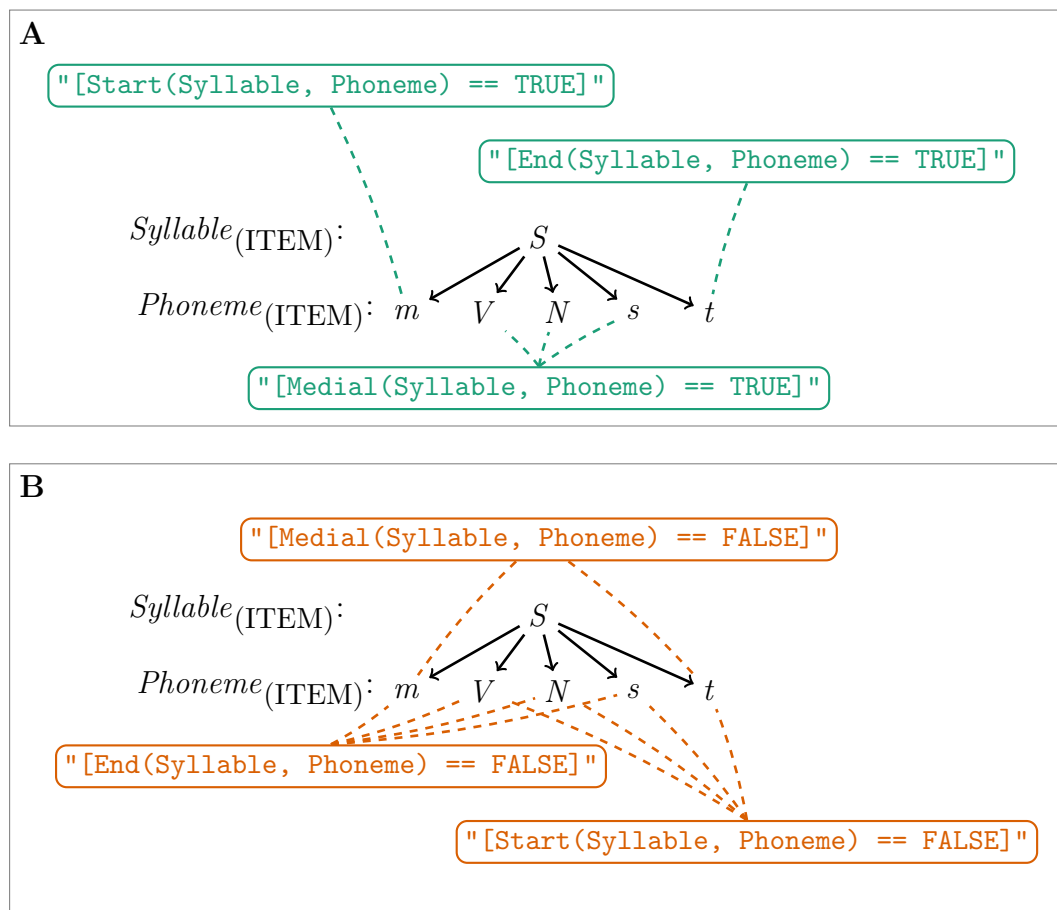 A
"[Start(Syllable, Phoneme) == TRUE]"
"[End(Syllable, Phoneme) == TRUE]"
Syllable(ITEM): S
Phoneme(ITEM): m V N s t
"[Medial(Syllable, Phoneme) == TRUE]"
B
"[Medial(Syllable, Phoneme) == FALSE]"
Syllable(ITEM): S
Phoneme(ITEM): m V N s t
"[End(Syllable, Phoneme) == FALSE]"
"[Start(Syllable, Phoneme) == FALSE]"